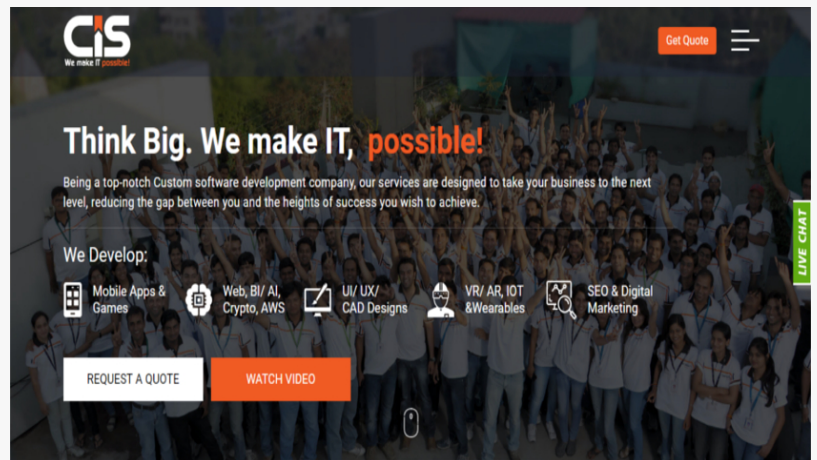 CiS
We make IT possible!
Get Quote
Think Big. We make IT, possible!
Being a top-notch Custom software development company, our services are designed to take your business to the next
level, reducing the gap between you and the heights of success you wish to achieve.
We Develop:
Mobile Apps &
Games
Web, BI/ AI,
Crypto, AWS
UI/ UX/
CAD Designs
VR/ AR, IOT
&Wearables
SEO & Digital
Marketing
REQUEST A QUOTE
WATCH VIDEO
LIVE CHAT